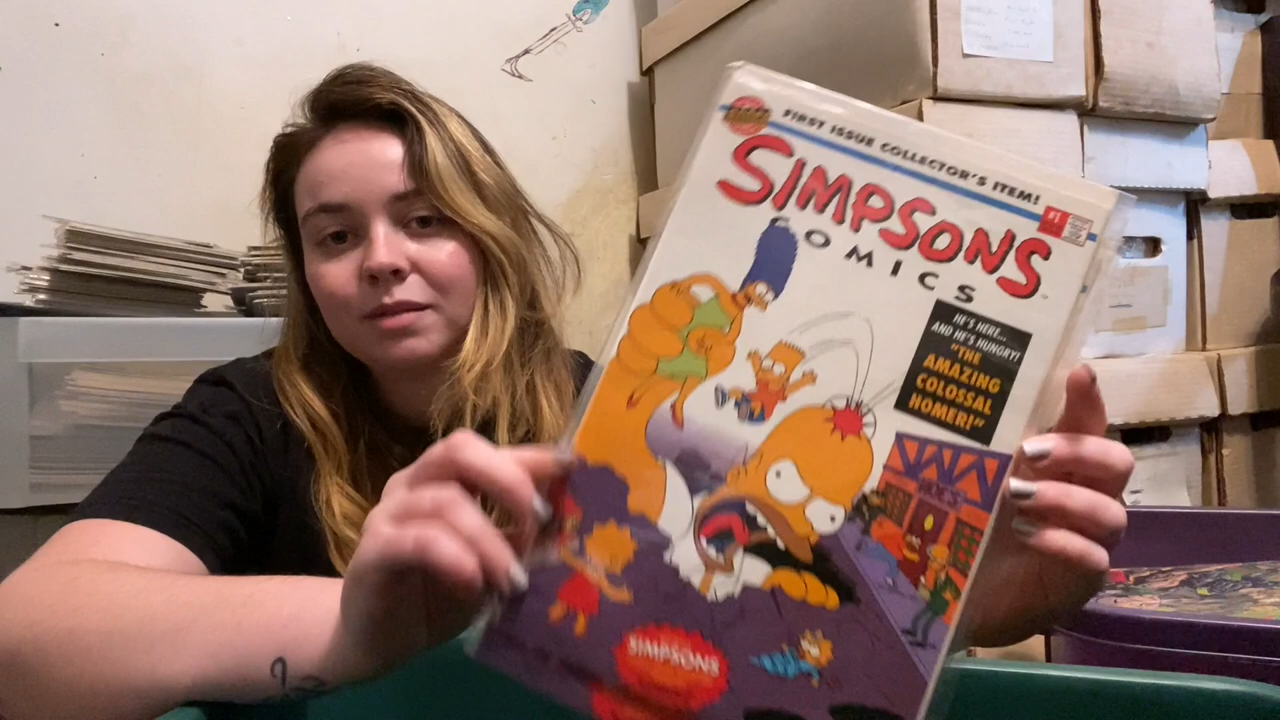 FIRST ISSUE COLLECTOR'S ITEM!
SIMPSONS
COMICS
#1
HE'S HERE...
AND HE'S HUNGRY!
"THE
AMAZING
COLOSSAL
HOMER!"
SIMPSONS